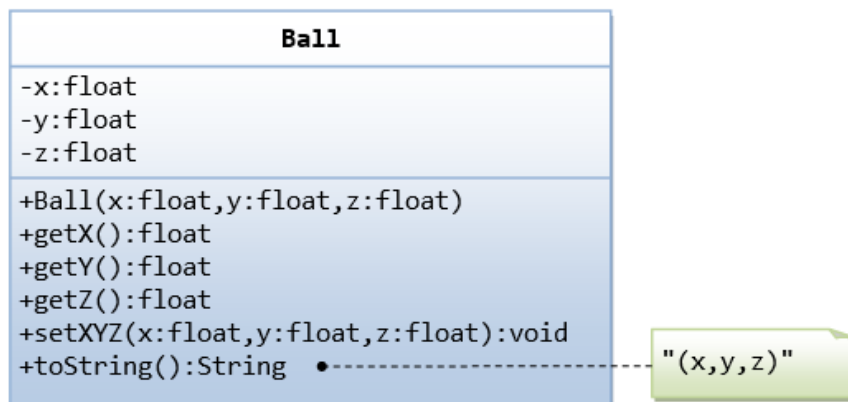 Ball
-x:float
-y:float
-z:float
+Ball(x:float,y:float,z:float)
+getX():float
+getY():float
+getZ():float
+setXYZ(x:float,y:float,z:float):void
+toString():String
"(x,y,z)"